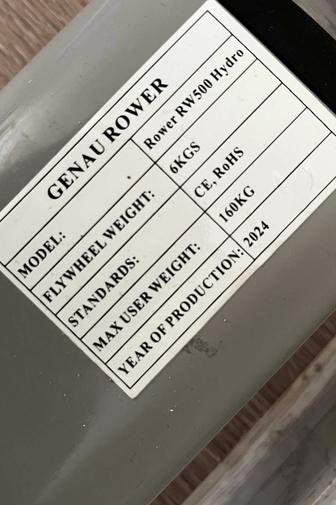 GENAU ROWER
MODEL: Rower RW500 Hydro
FLYWHEEL WEIGHT: 6KGS
STANDARDS: CE, RoHS
MAX USER WEIGHT: 160KG
YEAR OF PRODUCTION: 2024